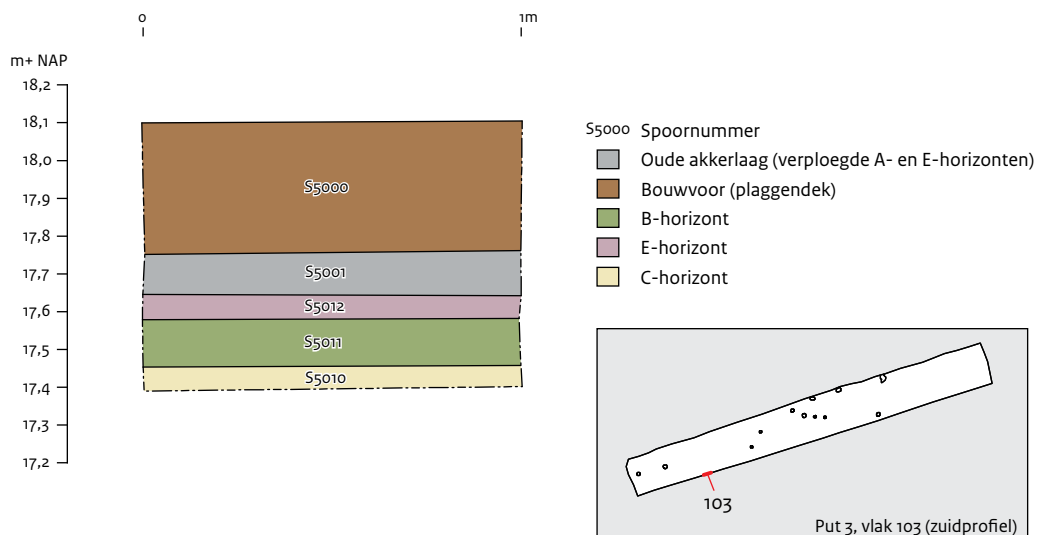 0 1m
m+ NAP
18,2
18,1
18,0
17,9
17,8
17,7
17,6
17,5
17,4
17,3
17,2
S5000
S5001
S5012
S5011
S5010
S5000 Spoornummer
Oude akkerlaag (verploegde A- en E-horizonten)
Bouwvoor (plaggendek)
B-horizont
E-horizont
C-horizont
103
Put 3, vlak 103 (zuidprofiel)